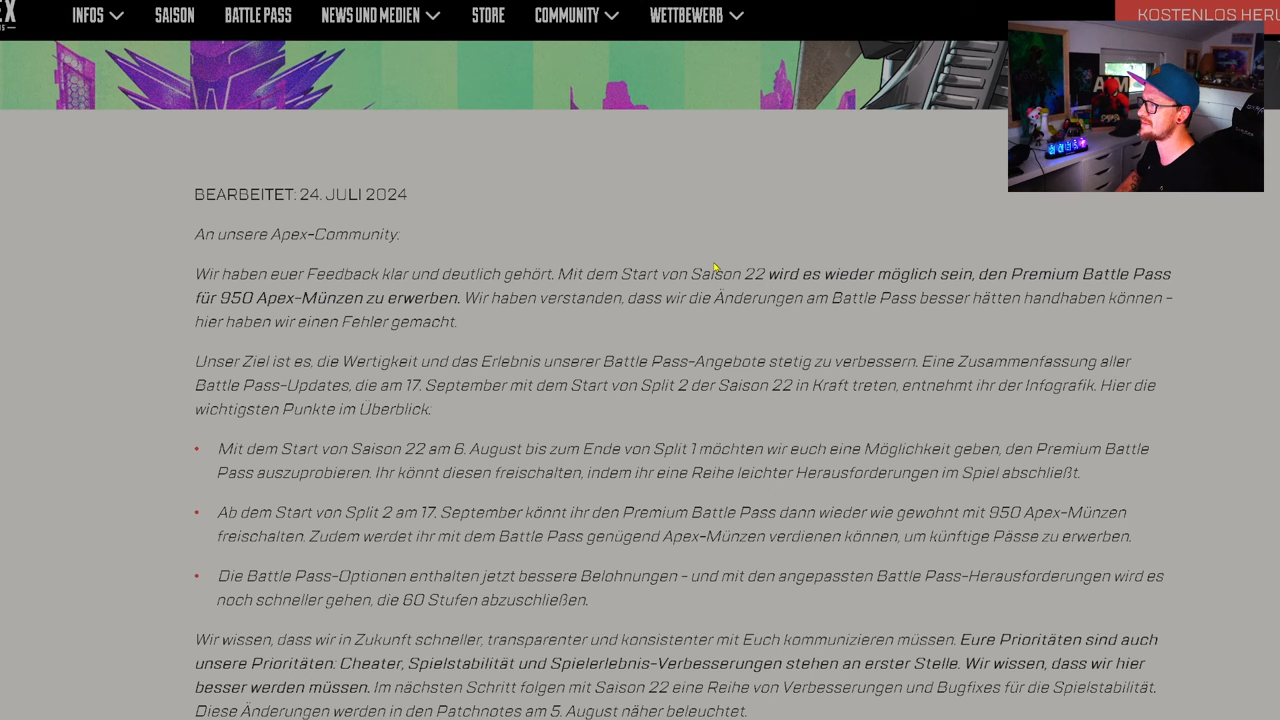 INFOS SAISON BATTLE PASS NEWS UND MEDIEN STORE COMMUNITY WETTBEWERB
BEARBEITET: 24. JULI 2024
An unsere Apex-Community:
Wir haben euer Feedback klar und deutlich gehört. Mit dem Start von Saison 22 wird es wieder möglich sein, den Premium Battle Pass
für 950 Apex-Münzen zu erwerben. Wir haben verstanden, dass wir die Änderungen am Battle Pass besser hätten handhaben können -
hier haben wir einen Fehler gemacht.
Unser Ziel ist es, die Wertigkeit und das Erlebnis unserer Battle Pass-Angebote stetig zu verbessern. Eine Zusammenfassung aller
Battle Pass-Updates, die am 17. September mit dem Start von Split 2 der Saison 22 in Kraft treten, entnehmt ihr der Infografik. Hier die
wichtigsten Punkte im Überblick:
• Mit dem Start von Saison 22 am 6. August bis zum Ende von Split 1 möchten wir euch eine Möglichkeit geben, den Premium Battle
Pass auszuprobieren. Ihr könnt diesen freischalten, indem ihr eine Reihe leichter Herausforderungen im Spiel abschließt.
• Ab dem Start von Split 2 am 17. September könnt ihr den Premium Battle Pass dann wieder wie gewohnt mit 950 Apex-Münzen
freischalten. Zudem werdet ihr mit dem Battle Pass genügend Apex-Münzen verdienen können, um künftige Pässe zu erwerben.
• Die Battle Pass-Optionen enthalten jetzt bessere Belohnungen - und mit den angepassten Battle Pass-Herausforderungen wird es
noch schneller gehen, die 60 Stufen abzuschließen.
Wir wissen, dass wir in Zukunft schneller, transparenter und konsistenter mit Euch kommunizieren müssen. Eure Prioritäten sind auch
unsere Prioritäten. Cheater, Spielstabilität und Spielerlebnis-Verbesserungen stehen an erster Stelle. Wir wissen, dass wir hier
besser werden müssen. Im nächsten Schritt folgen mit Saison 22 eine Reihe von Verbesserungen und Bugfixes für die Spielstabilität.
Diese Änderungen werden in den Patchnotes am 5. August näher beleuchtet.